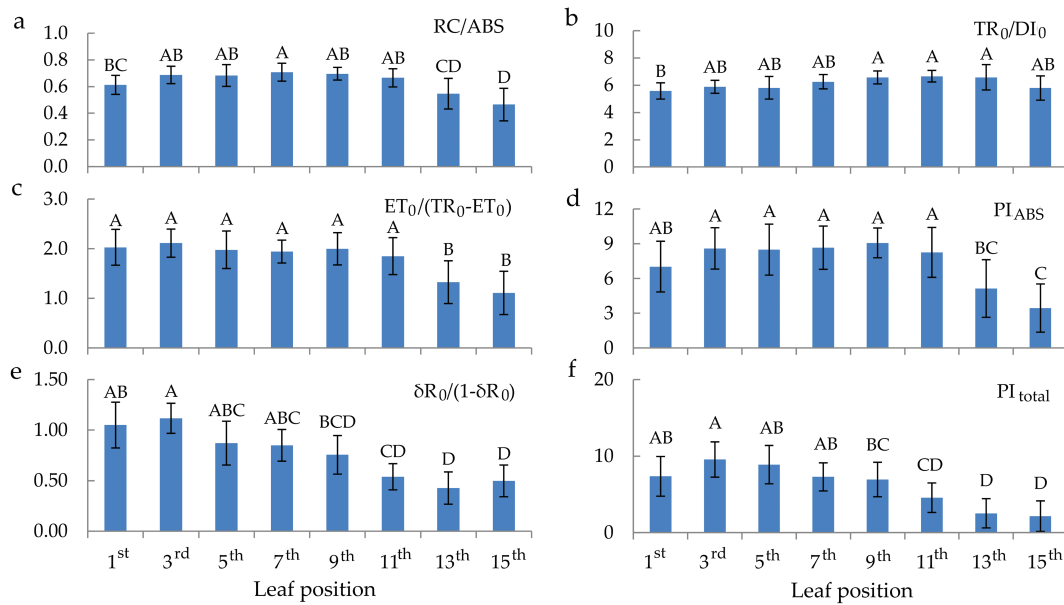 a
RC/ABS
1.0
0.8
0.6
0.4
0.2
0.0
BC AB AB A AB AB CD D
b
TR₀/DI₀
10
8
6
4
2
0
B AB AB AB A A A AB
c
ET₀/(TR₀-ET₀)
3.0
2.0
1.0
0.0
A A A A A A B B
d
PI_ABS
12
9
6
3
0
AB A A A A A BC C
e
δR₀/(1-δR₀)
1.50
1.00
0.50
0.00
AB A ABC ABC BCD CD D D
1ˢᵗ 3ʳᵈ 5ᵗʰ 7ᵗʰ 9ᵗʰ 11ᵗʰ 13ᵗʰ 15ᵗʰ
Leaf position
f
PI total
20
10
0
AB A AB AB BC CD D D
1ˢᵗ 3ʳᵈ 5ᵗʰ 7ᵗʰ 9ᵗʰ 11ᵗʰ 13ᵗʰ 15ᵗʰ
Leaf position